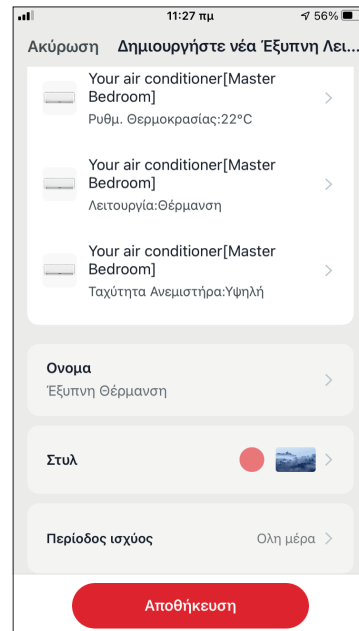 11:27 πμ
56%
Ακύρωση Δημιουργήστε νέα Έξυπνη Λει...
Your air conditioner[Master
Bedroom]
Ρυθμ. Θερμοκρασίας:22°C
Your air conditioner[Master
Bedroom]
Λειτουργία:Θέρμανση
Your air conditioner[Master
Bedroom]
Ταχύτητα Ανεμιστήρα:Υψηλή
Ονομα
Έξυπνη Θέρμανση
Στυλ
Περίοδος ισχύος Ολη μέρα
Αποθήκευση